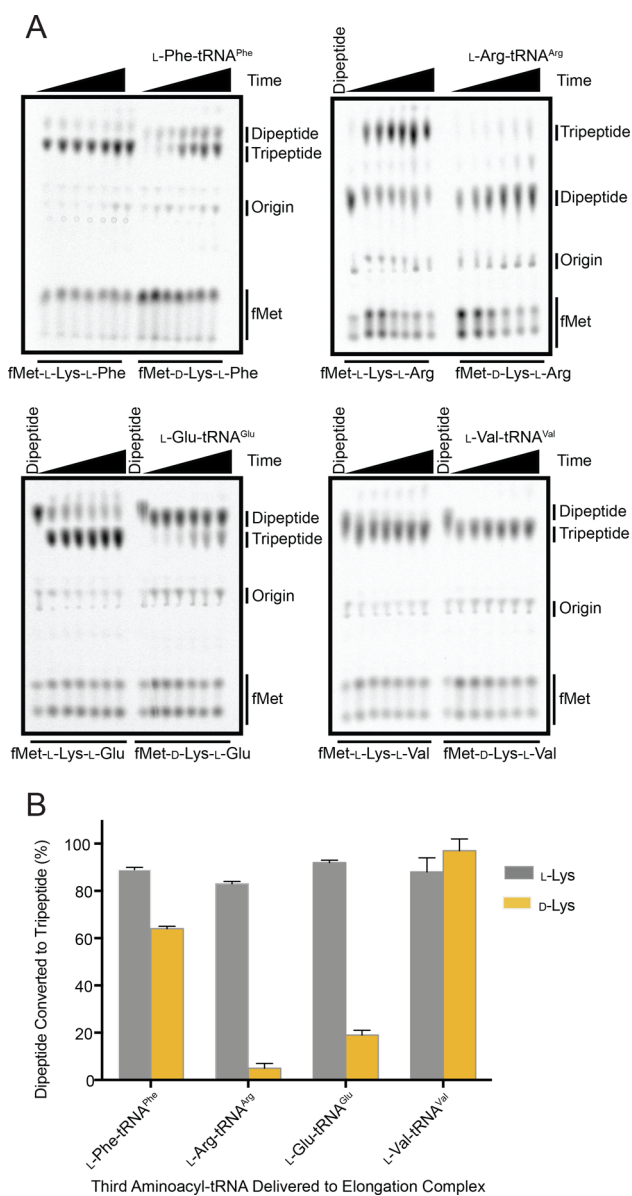 A
L-Phe-tRNAPhe
Time
Dipeptide
Tripeptide
Origin
fMet
fMet-L-Lys-L-Phe fMet-D-Lys-L-Phe
Dipeptide
L-Arg-tRNAArg
Time
Tripeptide
Dipeptide
Origin
fMet
fMet-L-Lys-L-Arg fMet-D-Lys-L-Arg
Dipeptide
Dipeptide
L-Glu-tRNAGlu
Time
Dipeptide
Tripeptide
Origin
fMet
fMet-L-Lys-L-Glu fMet-D-Lys-L-Glu
Dipeptide
Dipeptide
L-Val-tRNAVal
Time
Dipeptide
Tripeptide
Origin
fMet
fMet-L-Lys-L-Val fMet-D-Lys-L-Val
B
Dipeptide Converted to Tripeptide (%)
100
80
60
40
20
0
L-Lys
D-Lys
L-Phe-tRNAPhe
L-Arg-tRNAArg
L-Glu-tRNAGlu
L-Val-tRNAVal
Third Aminoacyl-tRNA Delivered to Elongation Complex